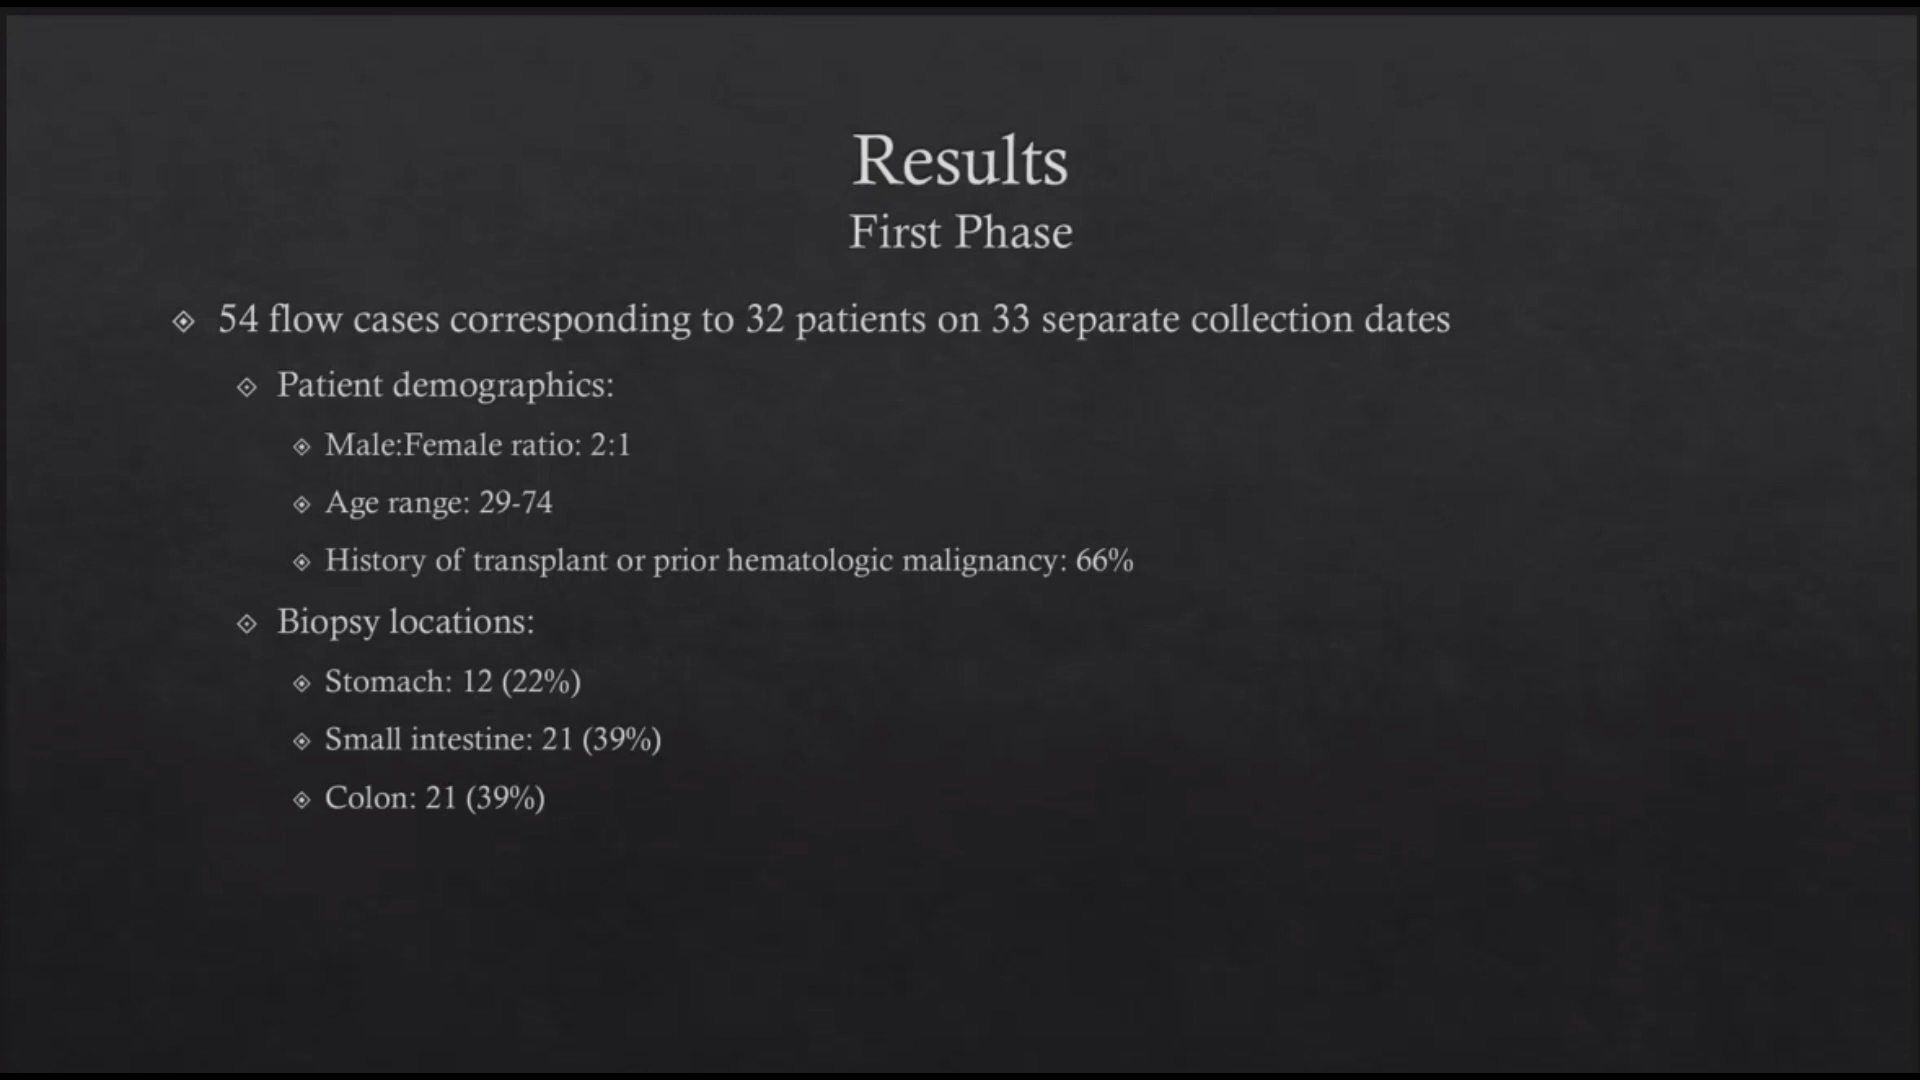 Results
First Phase
54 flow cases corresponding to 32 patients on 33 separate collection dates
Patient demographics:
Male:Female ratio: 2:1
Age range: 29-74
History of transplant or prior hematologic malignancy: 66%
Biopsy locations:
Stomach: 12 (22%)
Small intestine: 21 (39%)
Colon: 21 (39%)